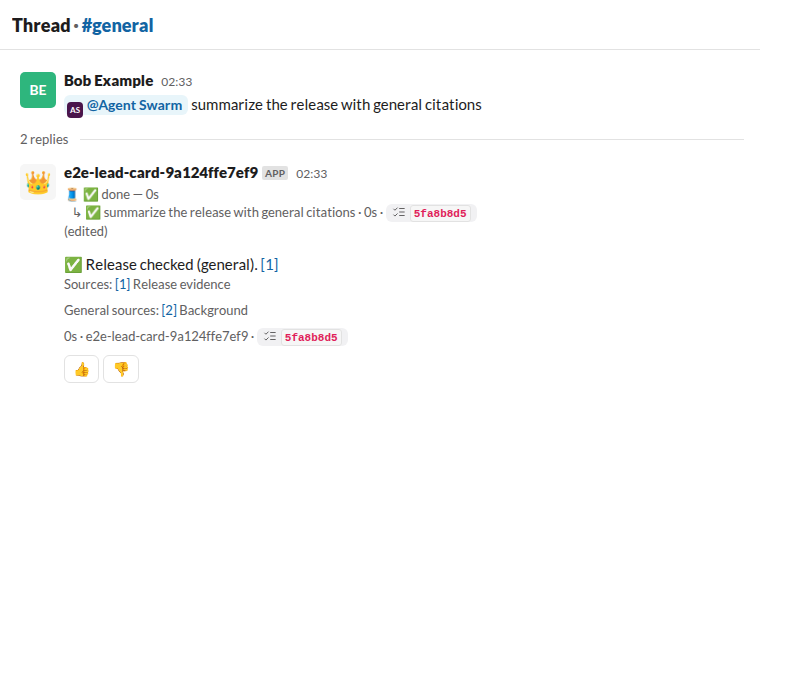 Thread · #general
BE
Bob Example 02:33
AS @Agent Swarm summarize the release with general citations
2 replies
e2e-lead-card-9a124ffe7ef9 APP 02:33
🧵 ✅ done — 0s
↳ ✅ summarize the release with general citations · 0s · 5fa8b8d5
(edited)
✅ Release checked (general). [1]
Sources: [1] Release evidence
General sources: [2] Background
0s · e2e-lead-card-9a124ffe7ef9 · 5fa8b8d5
👍 👎